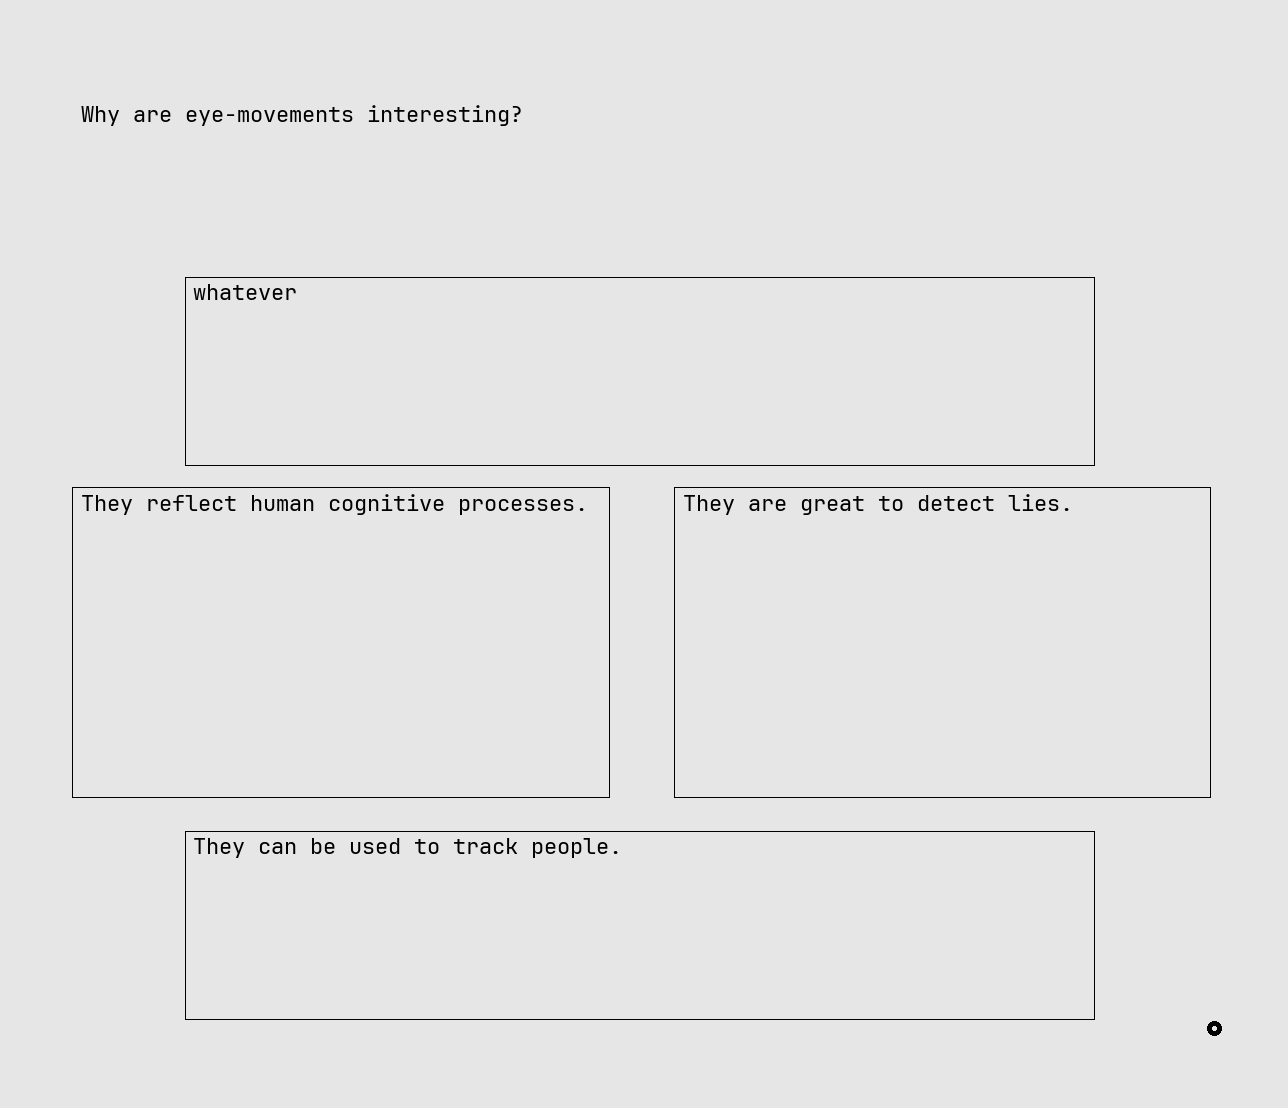 Why are eye-movements interesting?
whatever
They reflect human cognitive processes.
They are great to detect lies.
They can be used to track people.